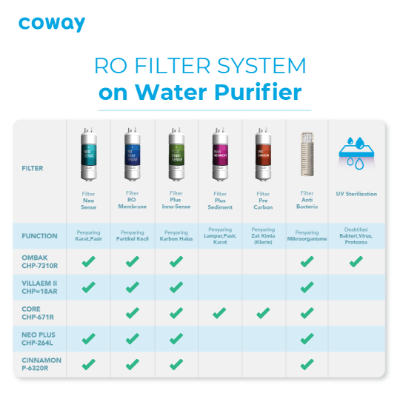 coway
RO FILTER SYSTEM
on Water Purifier
FILTER
Filter
Neo
Sense
Filter
RO
Membrane
Filter
Plus
Inno-Sense
Filter
Plus
Sediment
Filter
Pre
Carbon
Filter
Anti
Bacteria
UV Sterilization
FUNCTION
Penyaring
Karat,Pasir
Penyaring
Partikel Kecil
Penyaring
Karbon Halus
Penyaring
Lumpur,Pasir,
Karat
Penyaring
Zat Kimia
(Klorin)
Penyaring
Mikroorganisme
Disabilitas
Bakteri,Virus,
Protozoa
OMBAK
CHP-7310R
VILLAEM II
CHP-18AR
CORE
CHP-671R
NEO PLUS
CHP-264L
CINNAMON
P-6320R